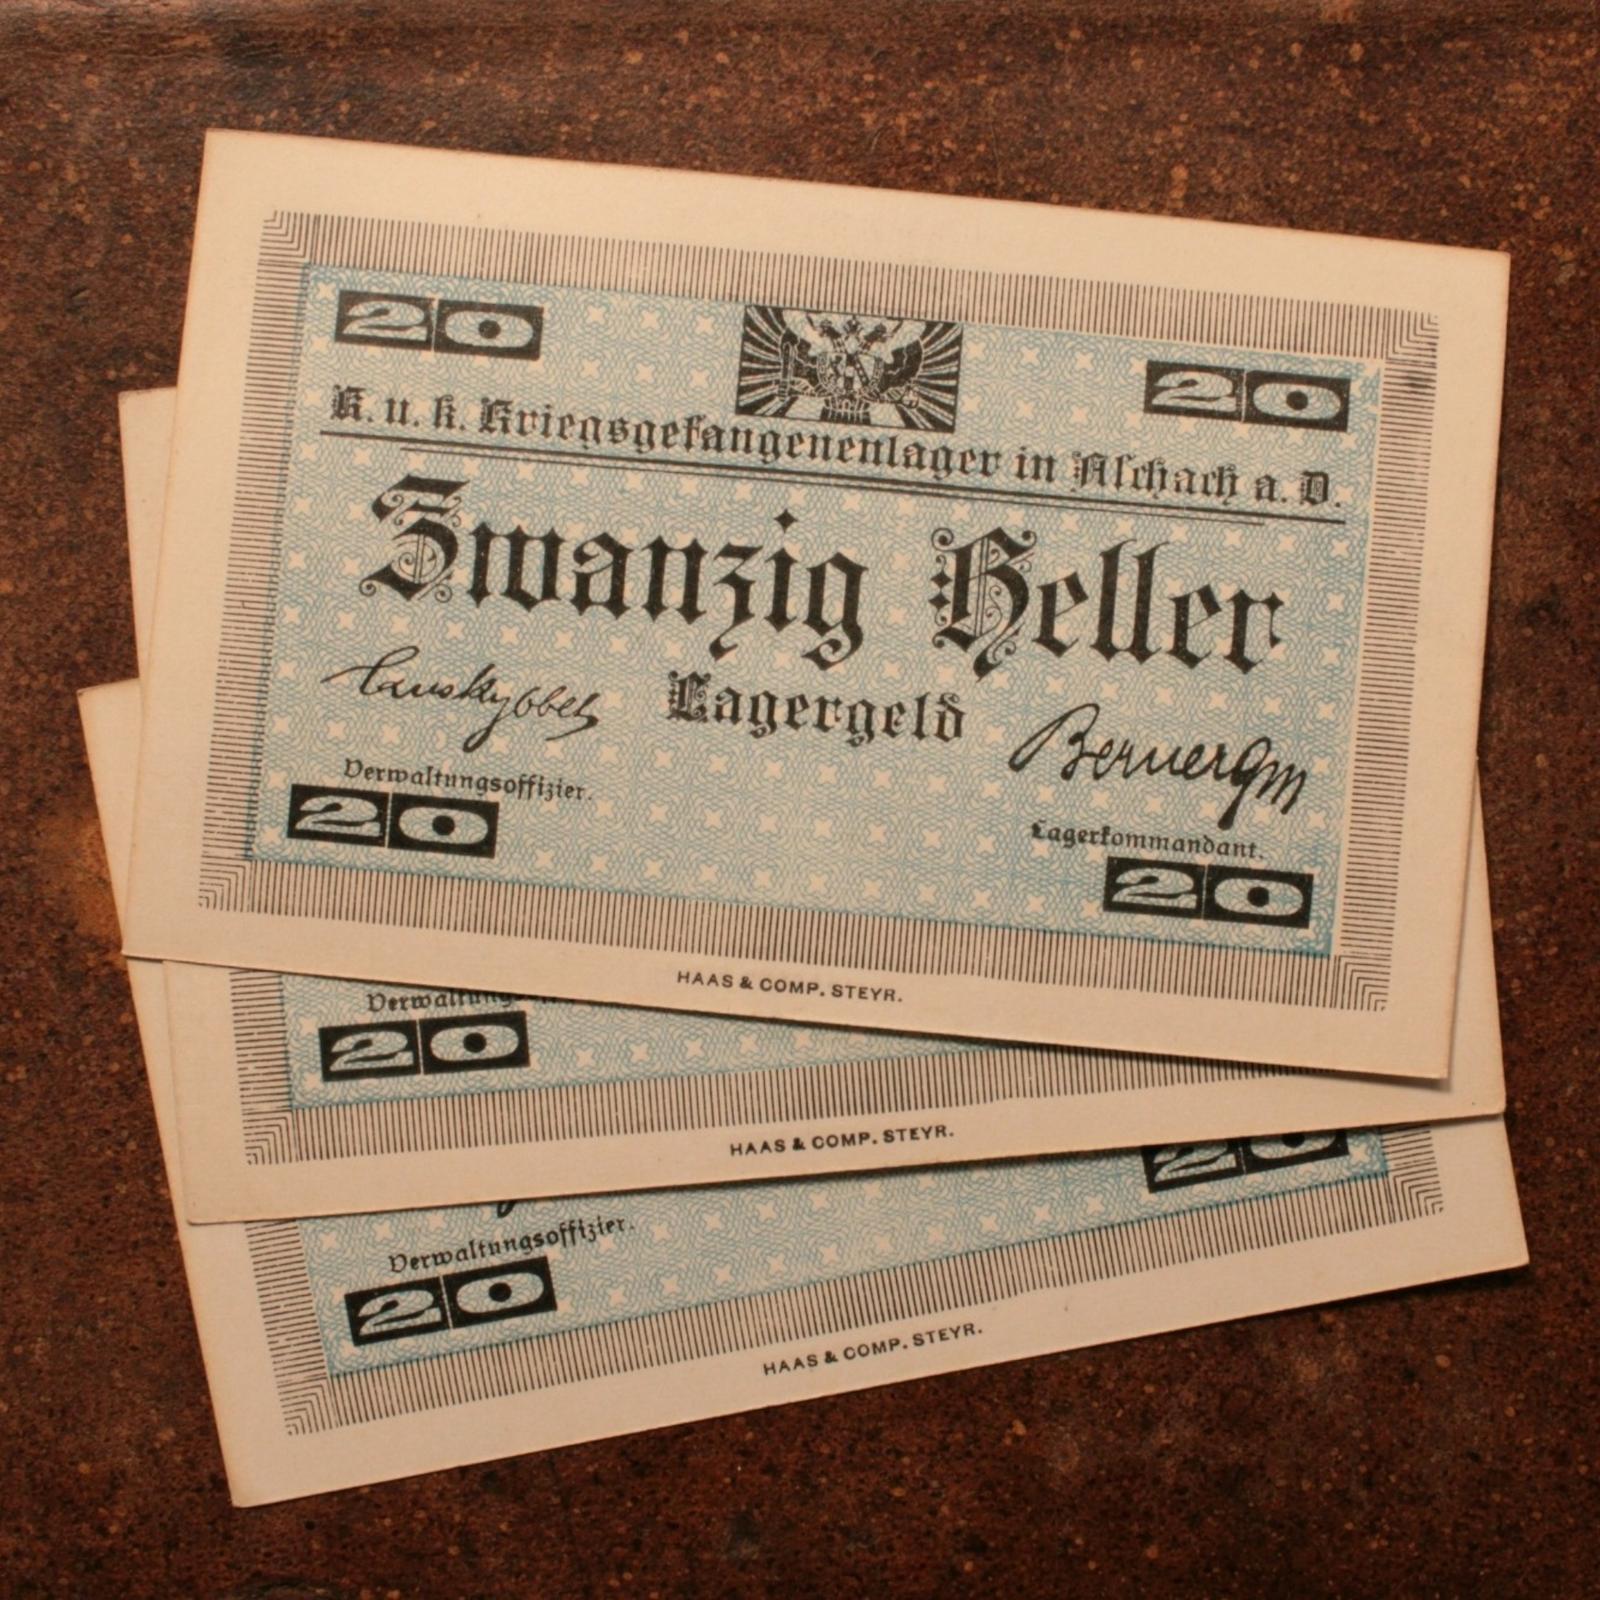 20
20
K. u. k. Kriegsgefangenenlager in Aschach a. D.
Zwanzig Heller
Lagergeld
Verwaltungsoffizier.
Lagerkommandant.
20
20
HAAS & COMP. STEYR.
20
HAAS & COMP. STEYR.
20
Verwaltungsoffizier.
20
HAAS & COMP. STEYR.